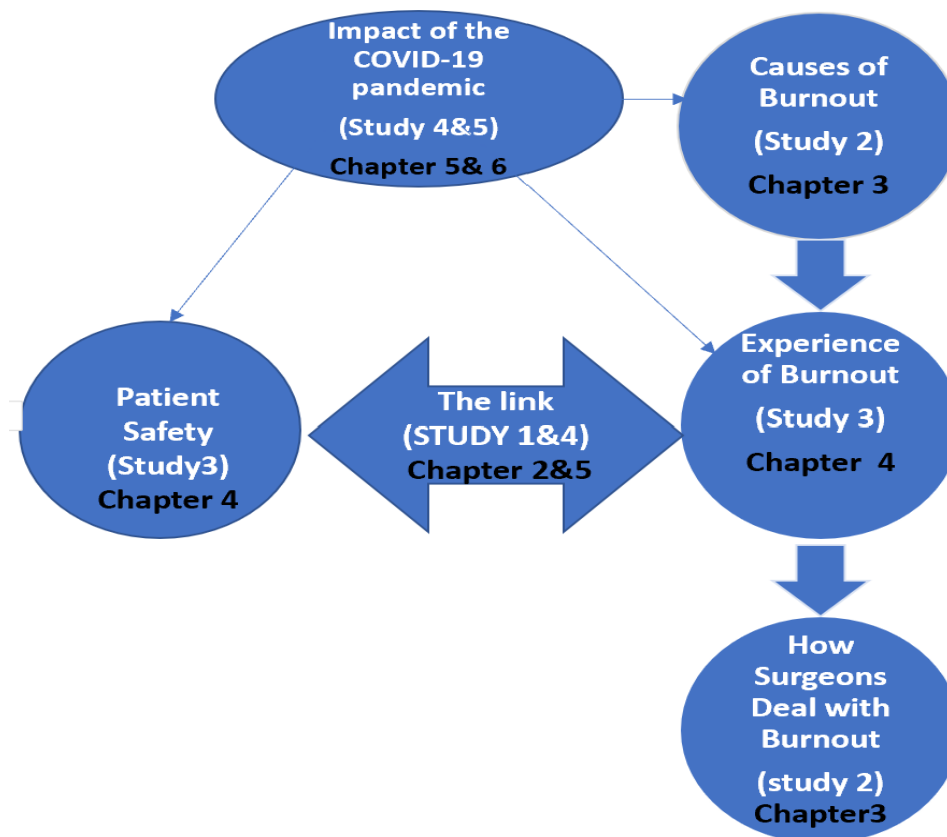 Impact of the
COVID-19
pandemic
(Study 4&5)
Chapter 5& 6
Causes of
Burnout
(Study 2)
Chapter 3
Patient
Safety
(Study3)
Chapter 4
The link
(STUDY 1&4)
Chapter 2&5
Experience
of Burnout
(Study 3)
Chapter 4
How
Surgeons
Deal with
Burnout
(study 2)
Chapter3